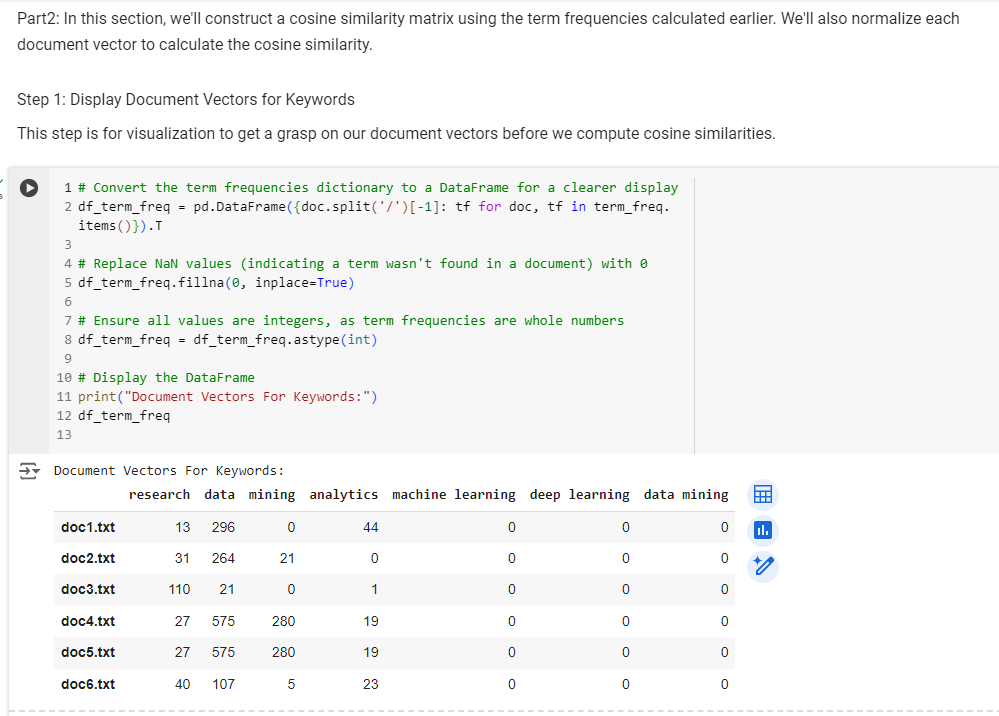 Part2: In this section, we'll construct a cosine similarity matrix using the term frequencies calculated earlier. We'll also normalize each
document vector to calculate the cosine similarity.
Step 1: Display Document Vectors for Keywords
This step is for visualization to get a grasp on our document vectors before we compute cosine similarities.
1 # Convert the term frequencies dictionary to a DataFrame for a clearer display
2 df_term_freq = pd.DataFrame({doc.split('/')[-1]: tf for doc, tf in term_freq.
items()}).T
3
4 # Replace NaN values (indicating a term wasn't found in a document) with 0
5 df_term_freq.fillna(0, inplace=True)
6
7 # Ensure all values are integers, as term frequencies are whole numbers
8 df_term_freq = df_term_freq.astype(int)
9
10 # Display the DataFrame
11 print("Document Vectors For Keywords:")
12 df_term_freq
13
Document Vectors For Keywords:
research data mining analytics machine learning deep learning data mining
doc1.txt 13 296 0 44 0 0 0
doc2.txt 31 264 21 0 0 0 0
doc3.txt 110 21 0 1 0 0 0
doc4.txt 27 575 280 19 0 0 0
doc5.txt 27 575 280 19 0 0 0
doc6.txt 40 107 5 23 0 0 0